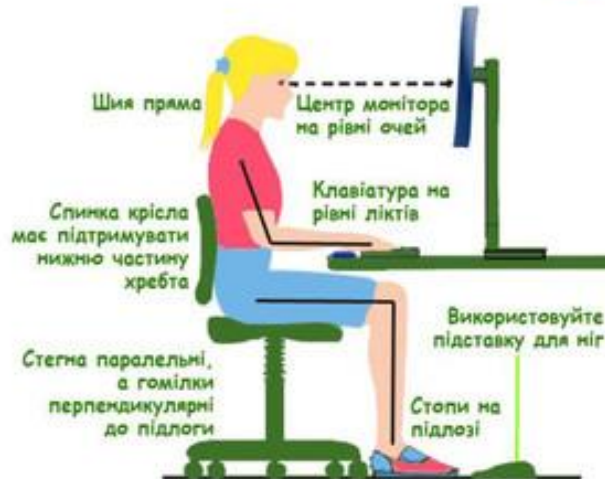 Шия пряма
Центр монітора
на рівні очей
Клавіатура на
рівні ліктів
Спинка крісла
має підтримувати
нижню частину
хребта
Використовуйте
підставку для ніг
Стегна паралельні,
а гомілки
перпендикулярні
до підлоги
Стопи на
підлозі